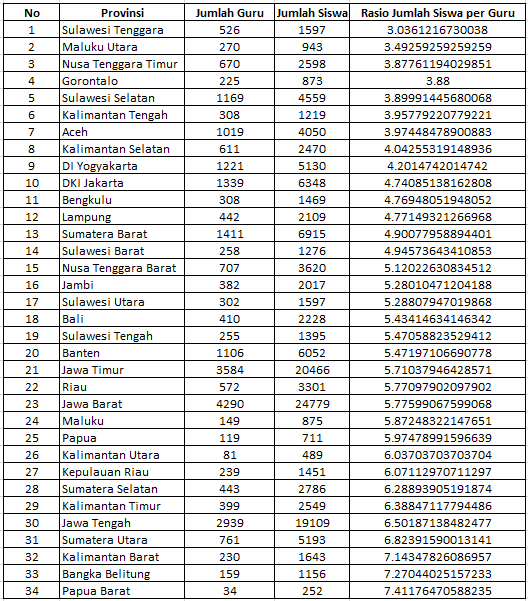 No Provinsi Jumlah Guru Jumlah Siswa Rasio Jumlah Siswa per Guru
1 Sulawesi Tenggara 526 1597 3.0361216730038
2 Maluku Utara 270 943 3.49259259259259
3 Nusa Tenggara Timur 670 2598 3.87761194029851
4 Gorontalo 225 873 3.88
5 Sulawesi Selatan 1169 4559 3.89991445680068
6 Kalimantan Tengah 308 1219 3.95779220779221
7 Aceh 1019 4050 3.97448478900883
8 Kalimantan Selatan 611 2470 4.04255319148936
9 DI Yogyakarta 1221 5130 4.2014742014742
10 DKI Jakarta 1339 6348 4.74085138162808
11 Bengkulu 308 1469 4.76948051948052
12 Lampung 442 2109 4.77149321266968
13 Sumatera Barat 1411 6915 4.90077958894401
14 Sulawesi Barat 258 1276 4.94573643410853
15 Nusa Tenggara Barat 707 3620 5.12022630834512
16 Jambi 382 2017 5.28010471204188
17 Sulawesi Utara 302 1597 5.28807947019868
18 Bali 410 2228 5.43414634146342
19 Sulawesi Tengah 255 1395 5.47058823529412
20 Banten 1106 6052 5.47197106690778
21 Jawa Timur 3584 20466 5.71037946428571
22 Riau 572 3301 5.77097902097902
23 Jawa Barat 4290 24779 5.77599067599068
24 Maluku 149 875 5.87248322147651
25 Papua 119 711 5.97478991596639
26 Kalimantan Utara 81 489 6.03703703703704
27 Kepulauan Riau 239 1451 6.07112970711297
28 Sumatera Selatan 443 2786 6.28893905191874
29 Kalimantan Timur 399 2549 6.38847117794486
30 Jawa Tengah 2939 19109 6.50187138482477
31 Sumatera Utara 761 5193 6.82391590013141
32 Kalimantan Barat 230 1643 7.14347826086957
33 Bangka Belitung 159 1156 7.27044025157233
34 Papua Barat 34 252 7.41176470588235